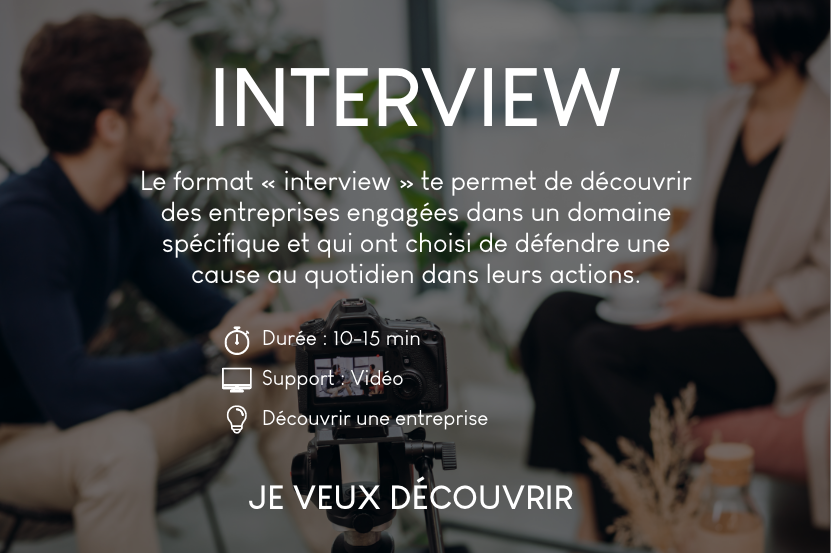 INTERVIEW
Le format « interview » te permet de découvrir
des entreprises engagées dans un domaine
spécifique et qui ont choisi de défendre une
cause au quotidien dans leurs actions.
Durée : 10-15 min
Support : Vidéo
Découvrir une entreprise
JE VEUX DÉCOUVRIR